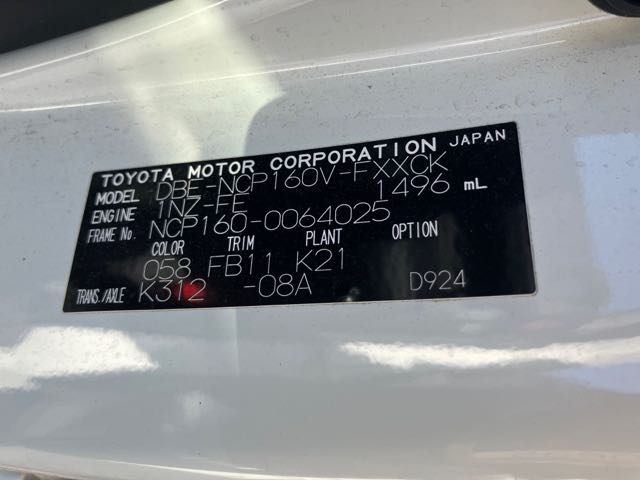 TOYOTA MOTOR CORPORATION JAPAN
MODEL DBE-NCP160V-FXXCK
ENGINE 1NZ-FE 1496 mL
FRAME No. NCP160-0064025
COLOR TRIM PLANT OPTION
058 FB11 K21
TRANS./AXLE K312 -08A D924